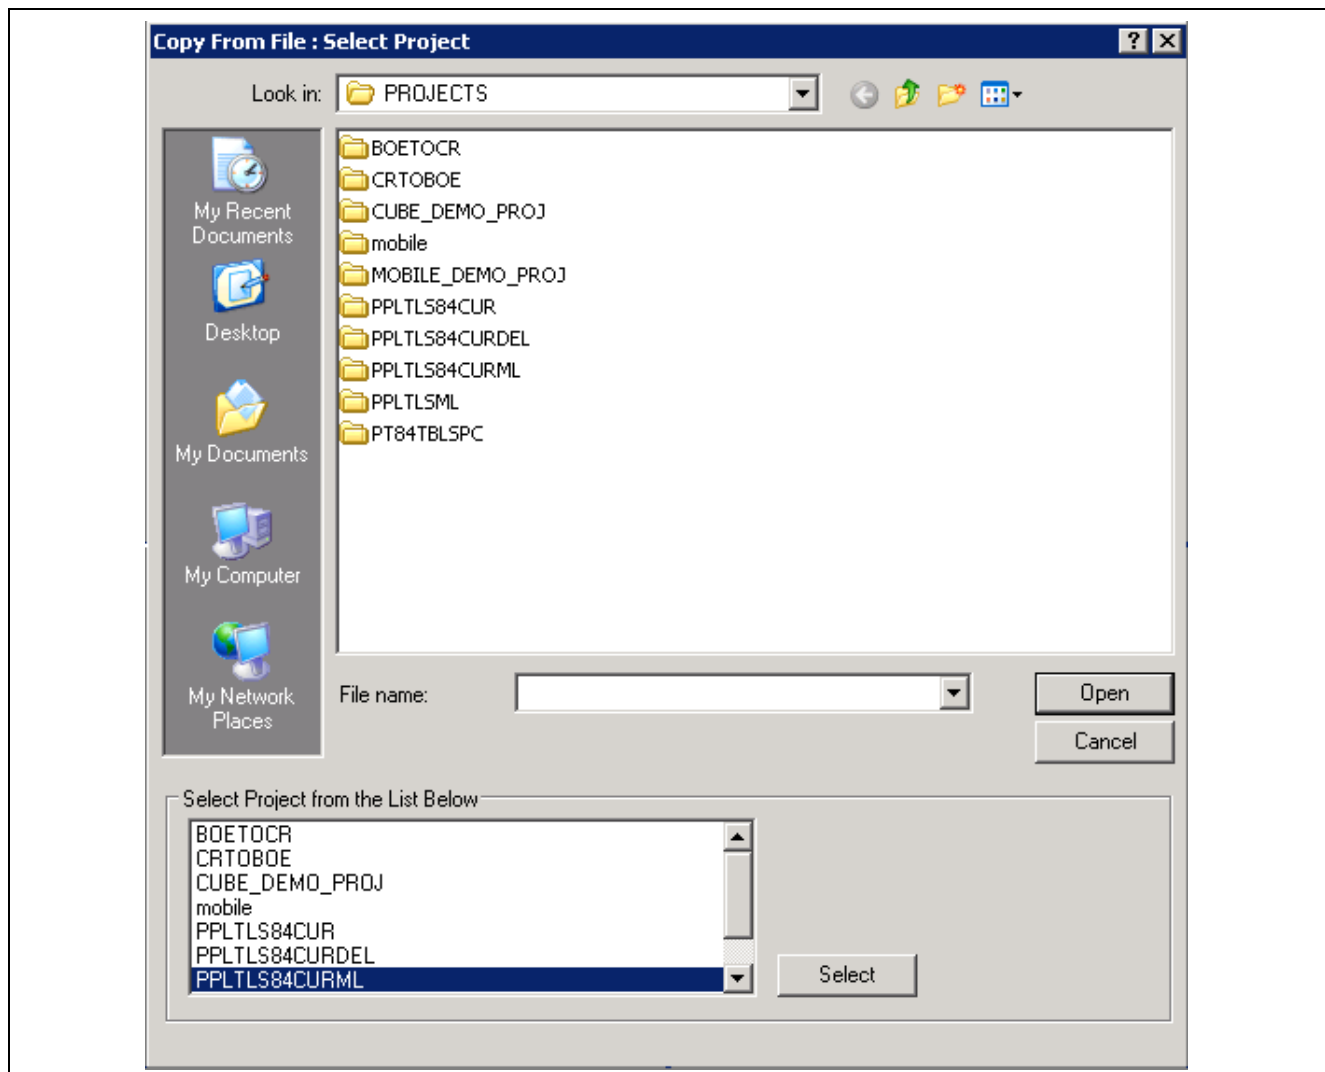 Copy From File : Select Project
Look in:
PROJECTS
My Recent
Documents
Desktop
My Documents
My Computer
My Network
Places
BOETOCR
CRTOBOE
CUBE_DEMO_PROJ
mobile
MOBILE_DEMO_PROJ
PPLTLS84CUR
PPLTLS84CURDEL
PPLTLS84CURML
PPLTLSML
PT84TBLSPC
File name:
Open
Cancel
Select Project from the List Below
BOETOCR
CRTOBOE
CUBE_DEMO_PROJ
mobile
PPLTLS84CUR
PPLTLS84CURDEL
PPLTLS84CURML
Select